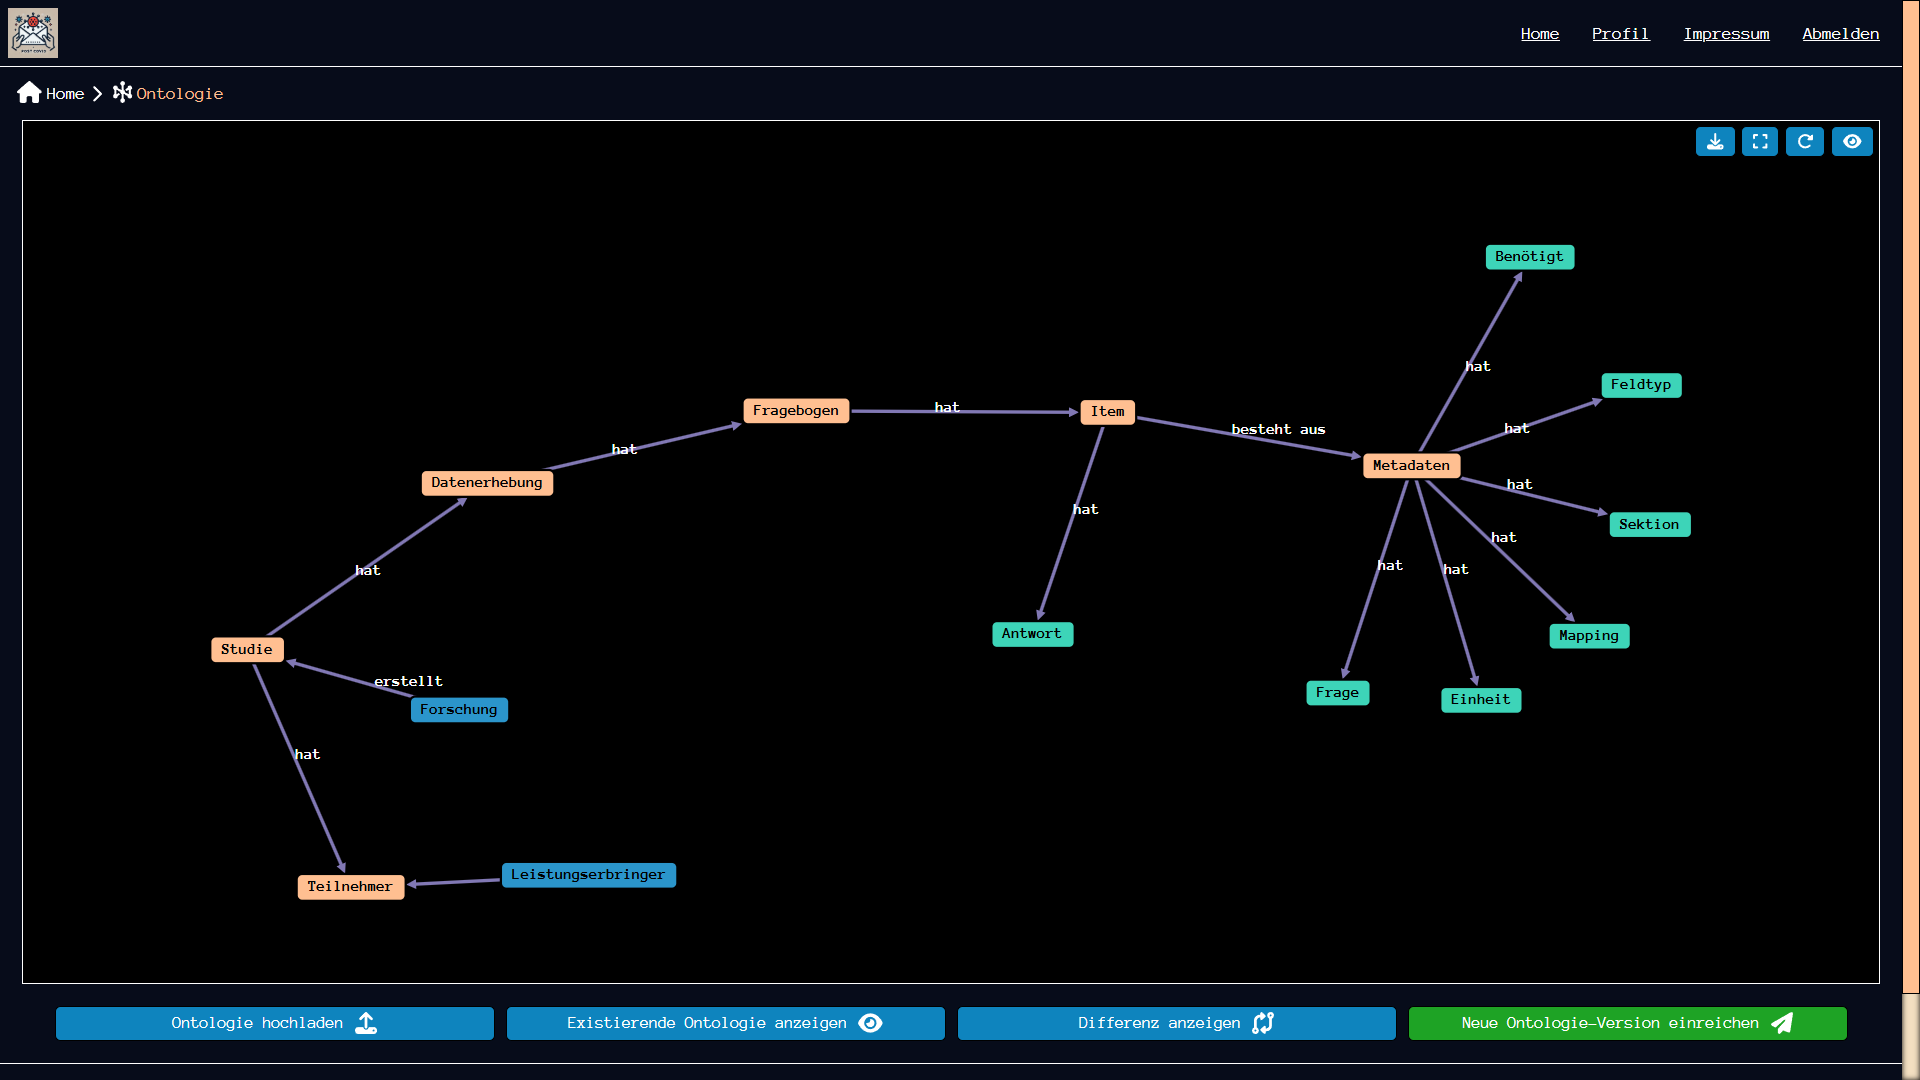 Home Profil Impressum Abmelden
Home Ontologie
Benötigt
hat
Feldtyp
Fragebogen
hat
Item
besteht aus
hat
hat
Metadaten
Datenerhebung
hat
hat
Sektion
hat
hat
hat
hat
Antwort
Mapping
Studie
erstellt
Frage
Einheit
Forschung
hat
Leistungserbringer
Teilnehmer
Ontologie hochladen
Existierende Ontologie anzeigen
Differenz anzeigen
Neue Ontologie-Version einreichen